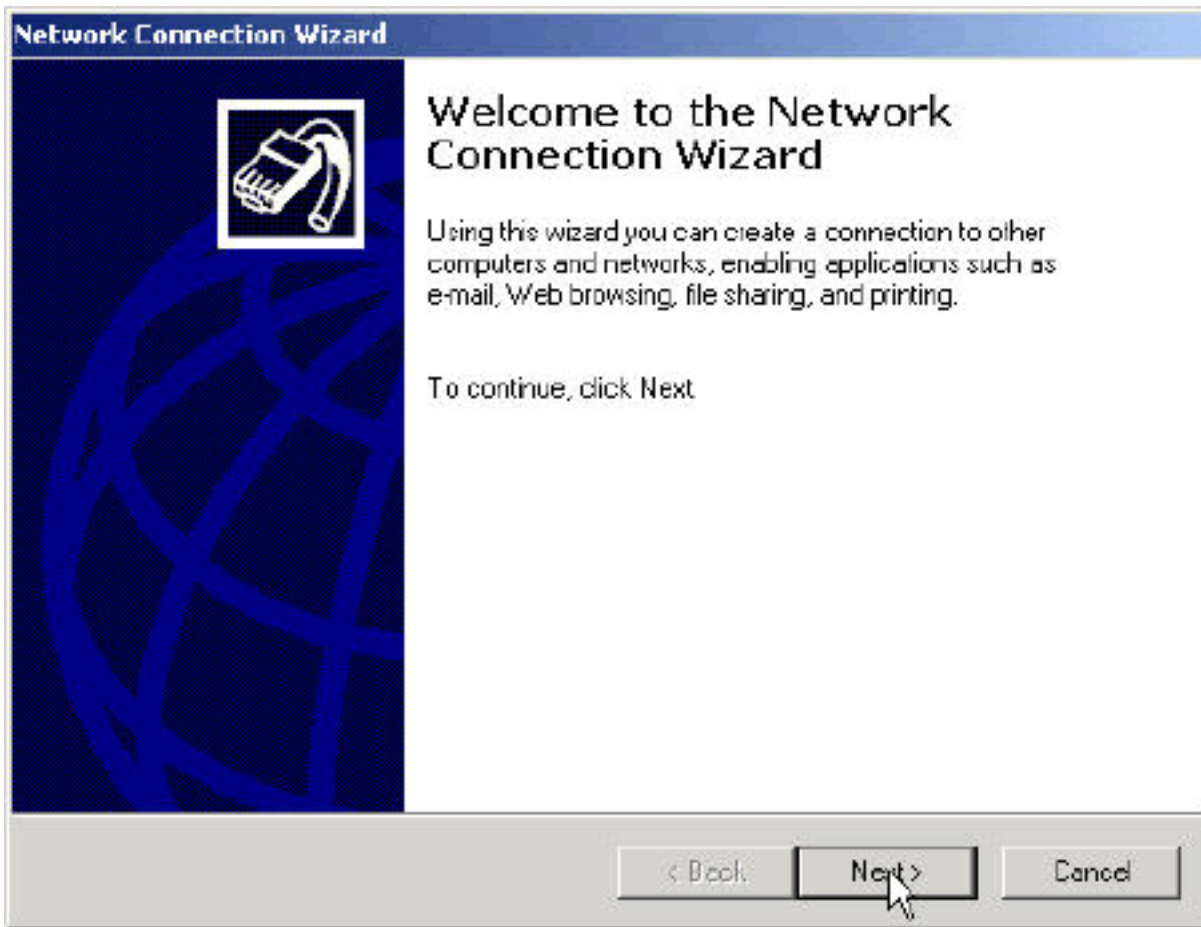 Network Connection Wizard
Welcome to the Network
Connection Wizard
Using this wizard you can create a connection to other
computers and networks, enabling applications such as
e-mail, Web browsing, file sharing, and printing.
To continue, click Next
< Back
Next >
Cancel